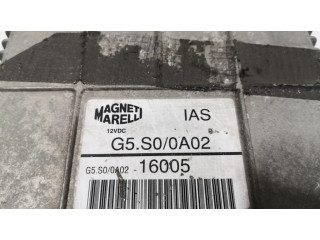 MAGNETI
MARELLI
IAS
12VDC
G5.S0/0A02
G5.S0/0A02 - 16005